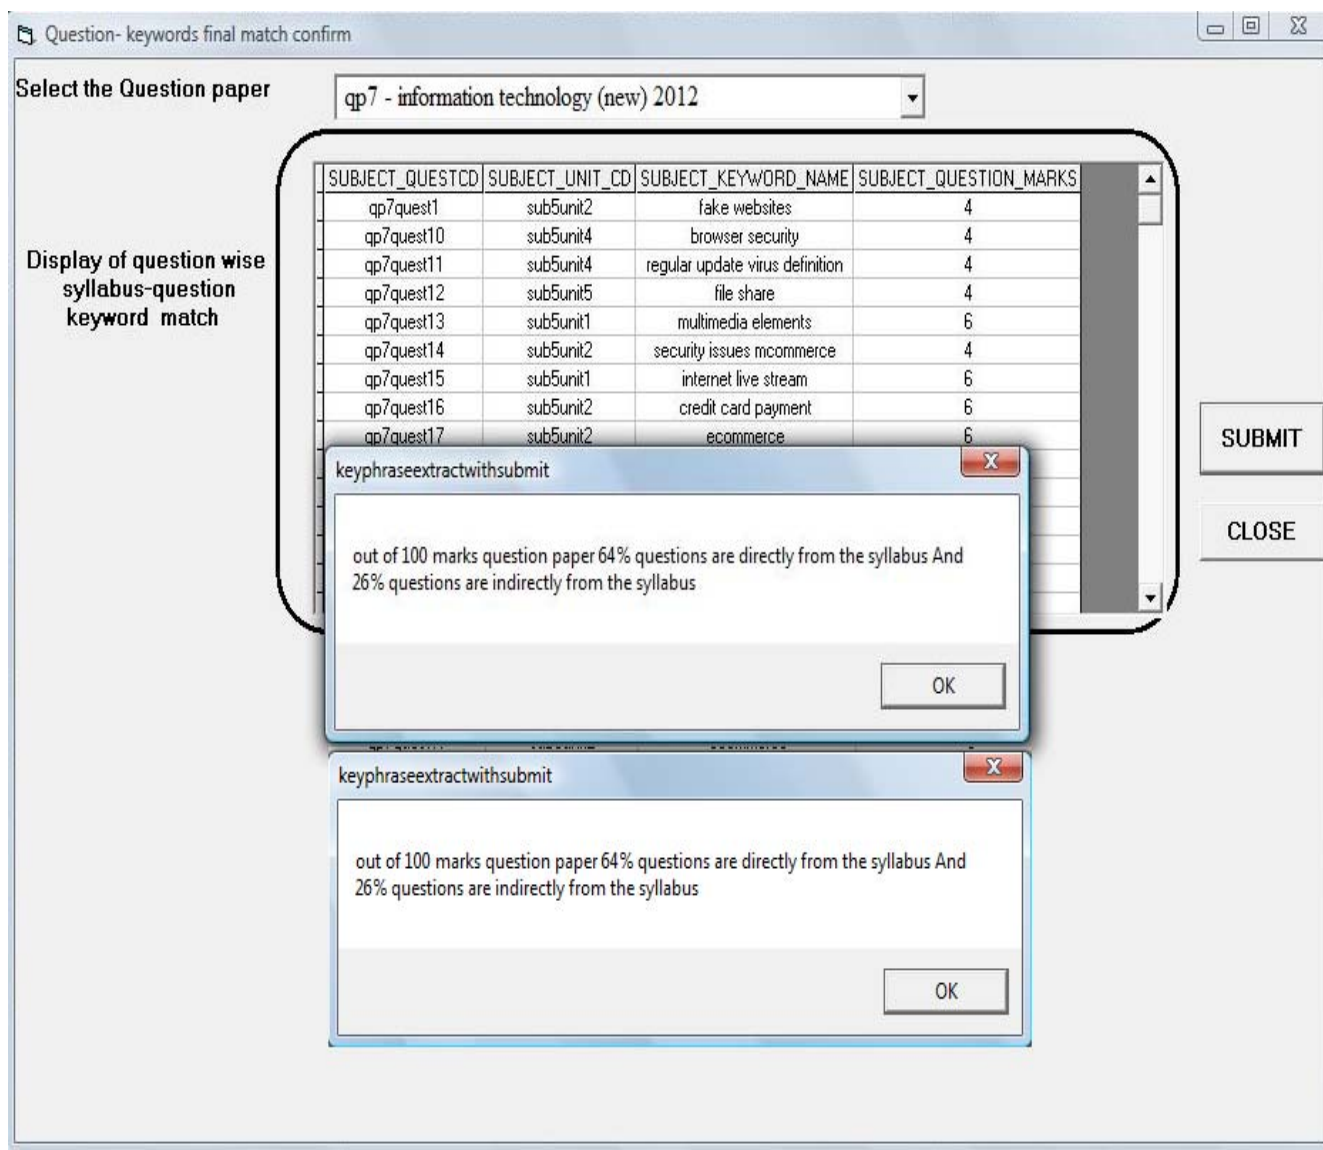 Question- keywords final match confirm
Select the Question paper
qp7 - information technology (new) 2012
Display of question wise
syllabus-question
keyword match
SUBJECT_QUESTCD SUBJECT_UNIT_CD SUBJECT_KEYWORD_NAME SUBJECT_QUESTION_MARKS
qp7quest1 sub5unit2 fake websites 4
qp7quest10 sub5unit4 browser security 4
qp7quest11 sub5unit4 regular update virus definition 4
qp7quest12 sub5unit5 file share 4
qp7quest13 sub5unit1 multimedia elements 6
qp7quest14 sub5unit2 security issues mcommerce 4
qp7quest15 sub5unit1 internet live stream 6
qp7quest16 sub5unit2 credit card payment 6
qp7quest17 sub5unit2 ecommerce 6
SUBMIT
CLOSE
keyphraseextractwithsubmit
out of 100 marks question paper 64% questions are directly from the syllabus And
26% questions are indirectly from the syllabus
OK
keyphraseextractwithsubmit
out of 100 marks question paper 64% questions are directly from the syllabus And
26% questions are indirectly from the syllabus
OK